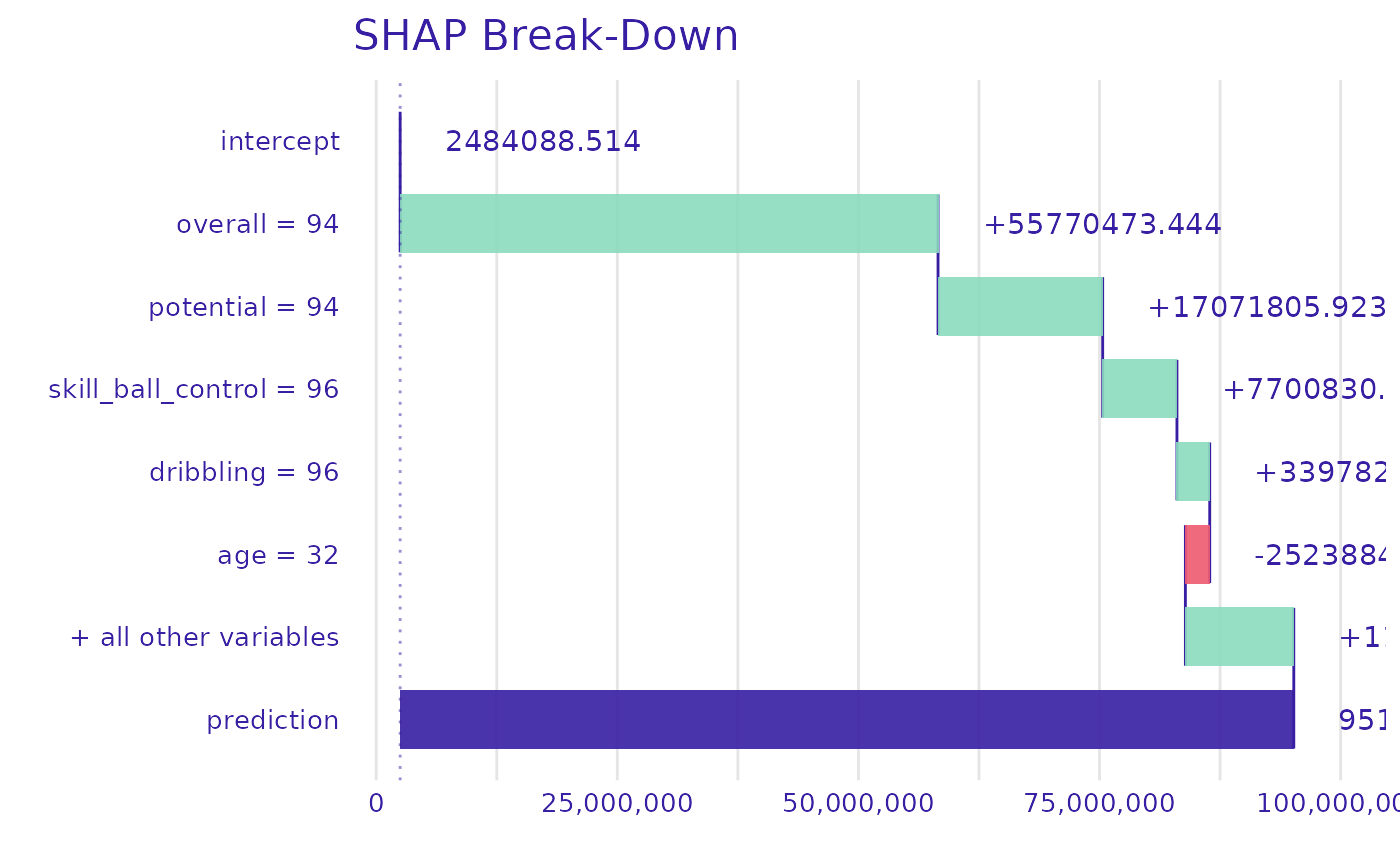 SHAP Break-Down
intercept
2484088.514
overall = 94
+55770473.444
potential = 94
+17071805.923
skill_ball_control = 96
+7700830.
dribbling = 96
+339782
age = 32
-2523884
+ all other variables
+11
prediction
951
0
25,000,000
50,000,000
75,000,000
100,000,0